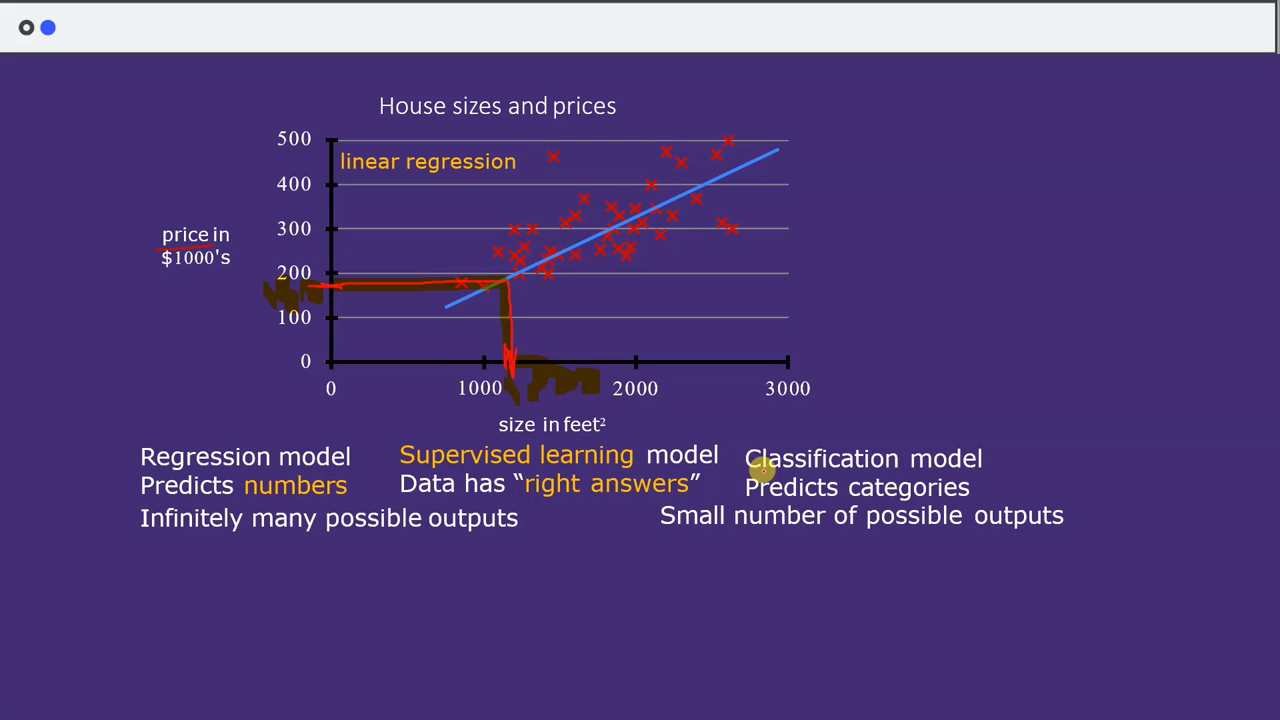 House sizes and prices
500
linear regression
400
300
price in
$1000's
200
100
0
0 1000 2000 3000
size in feet²
Regression model
Predicts numbers
Infinitely many possible outputs
Supervised learning model
Data has “right answers”
Classification model
Predicts categories
Small number of possible outputs